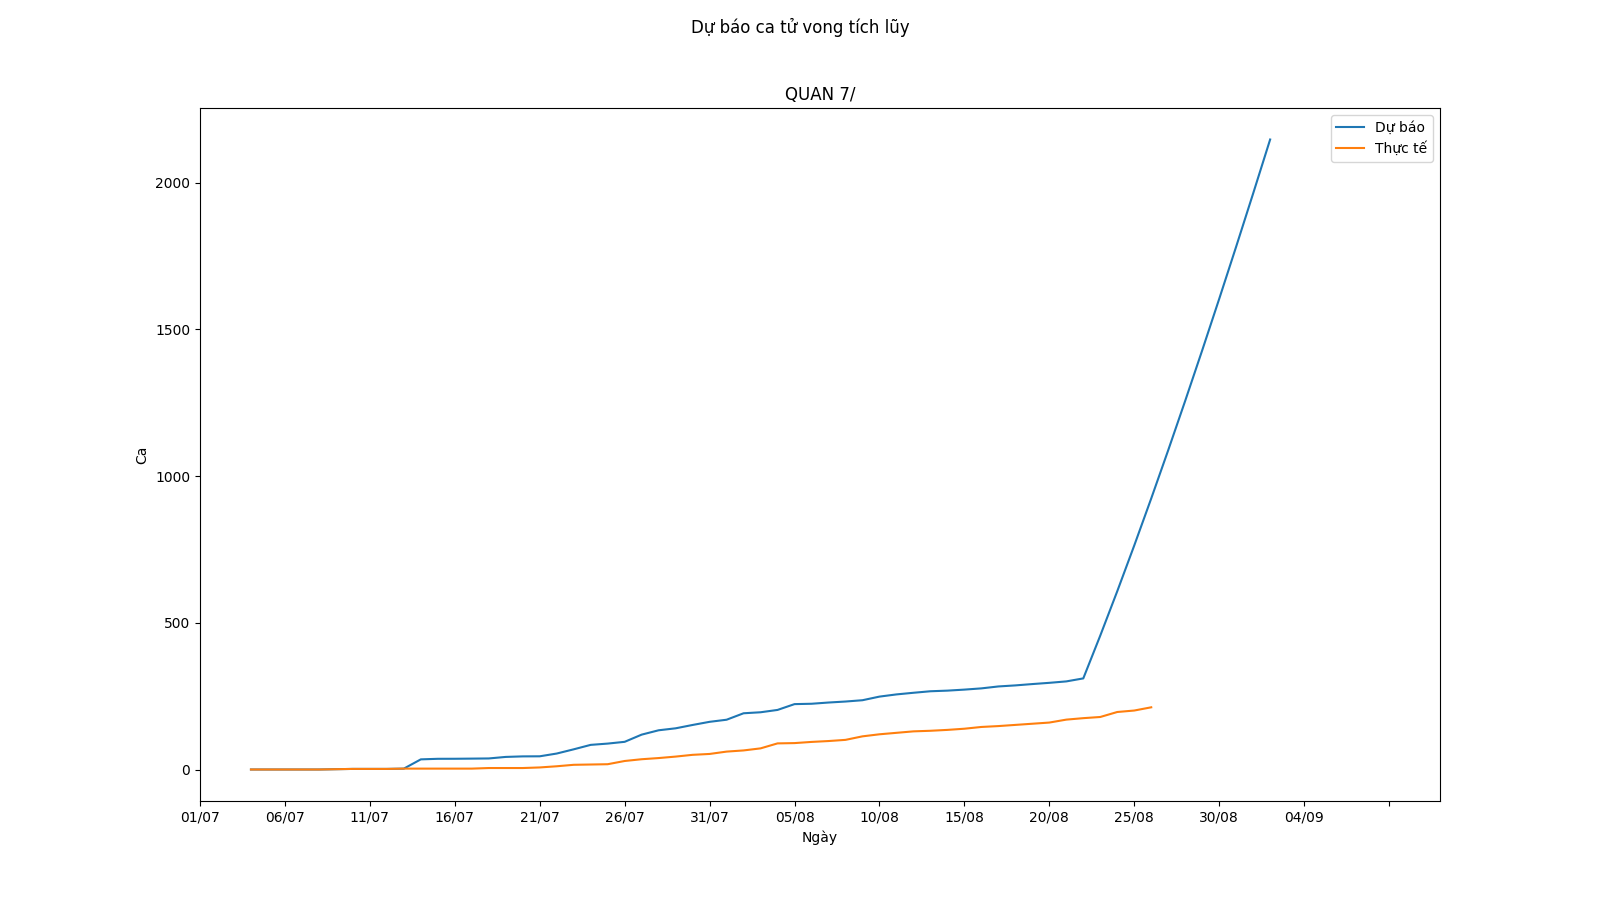 Dự báo ca tử vong tích lũy
QUAN 7/
Dự báo
Thực tế
2000
1500
1000
500
0
Ca
01/07 06/07 11/07 16/07 21/07 26/07 31/07 05/08 10/08 15/08 20/08 25/08 30/08 04/09
Ngày